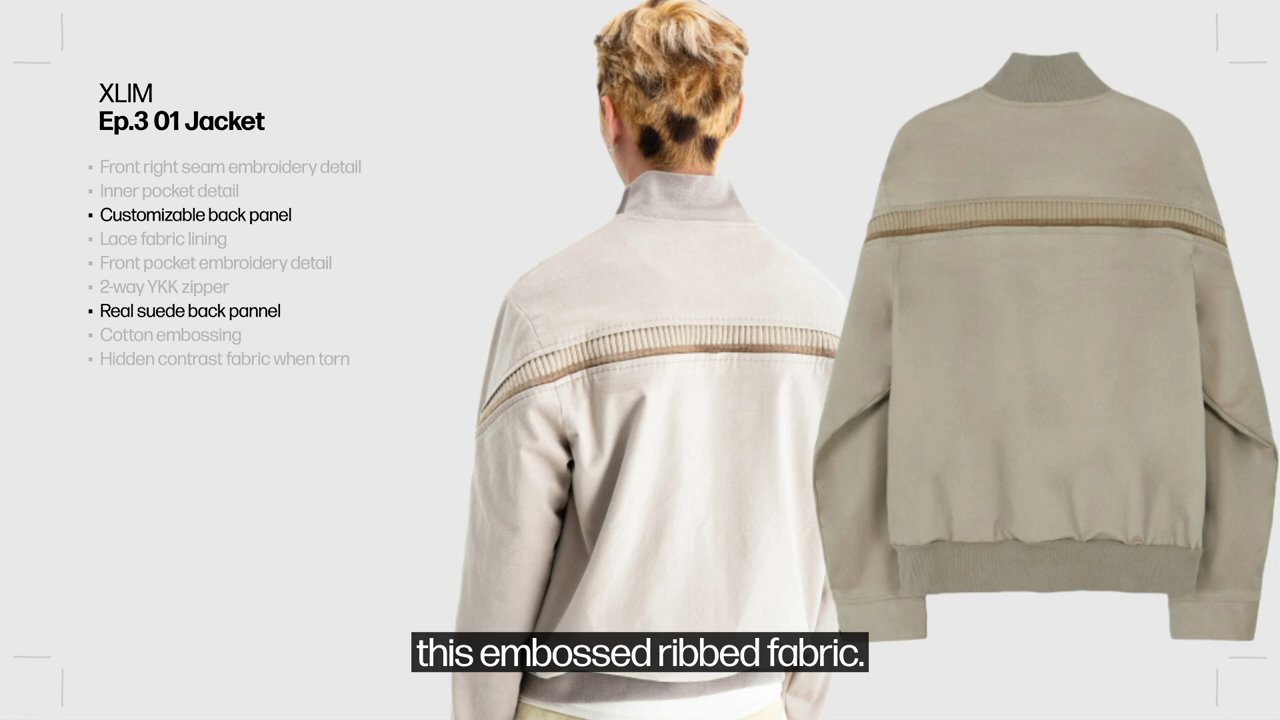 XLIM
Ep.3 01 Jacket
▪ Front right seam embroidery detail
▪ Inner pocket detail
▪ Customizable back panel
▪ Lace fabric lining
▪ Front pocket embroidery detail
▪ 2-way YKK zipper
▪ Real suede back pannel
▪ Cotton embossing
▪ Hidden contrast fabric when torn
this embossed ribbed fabric.